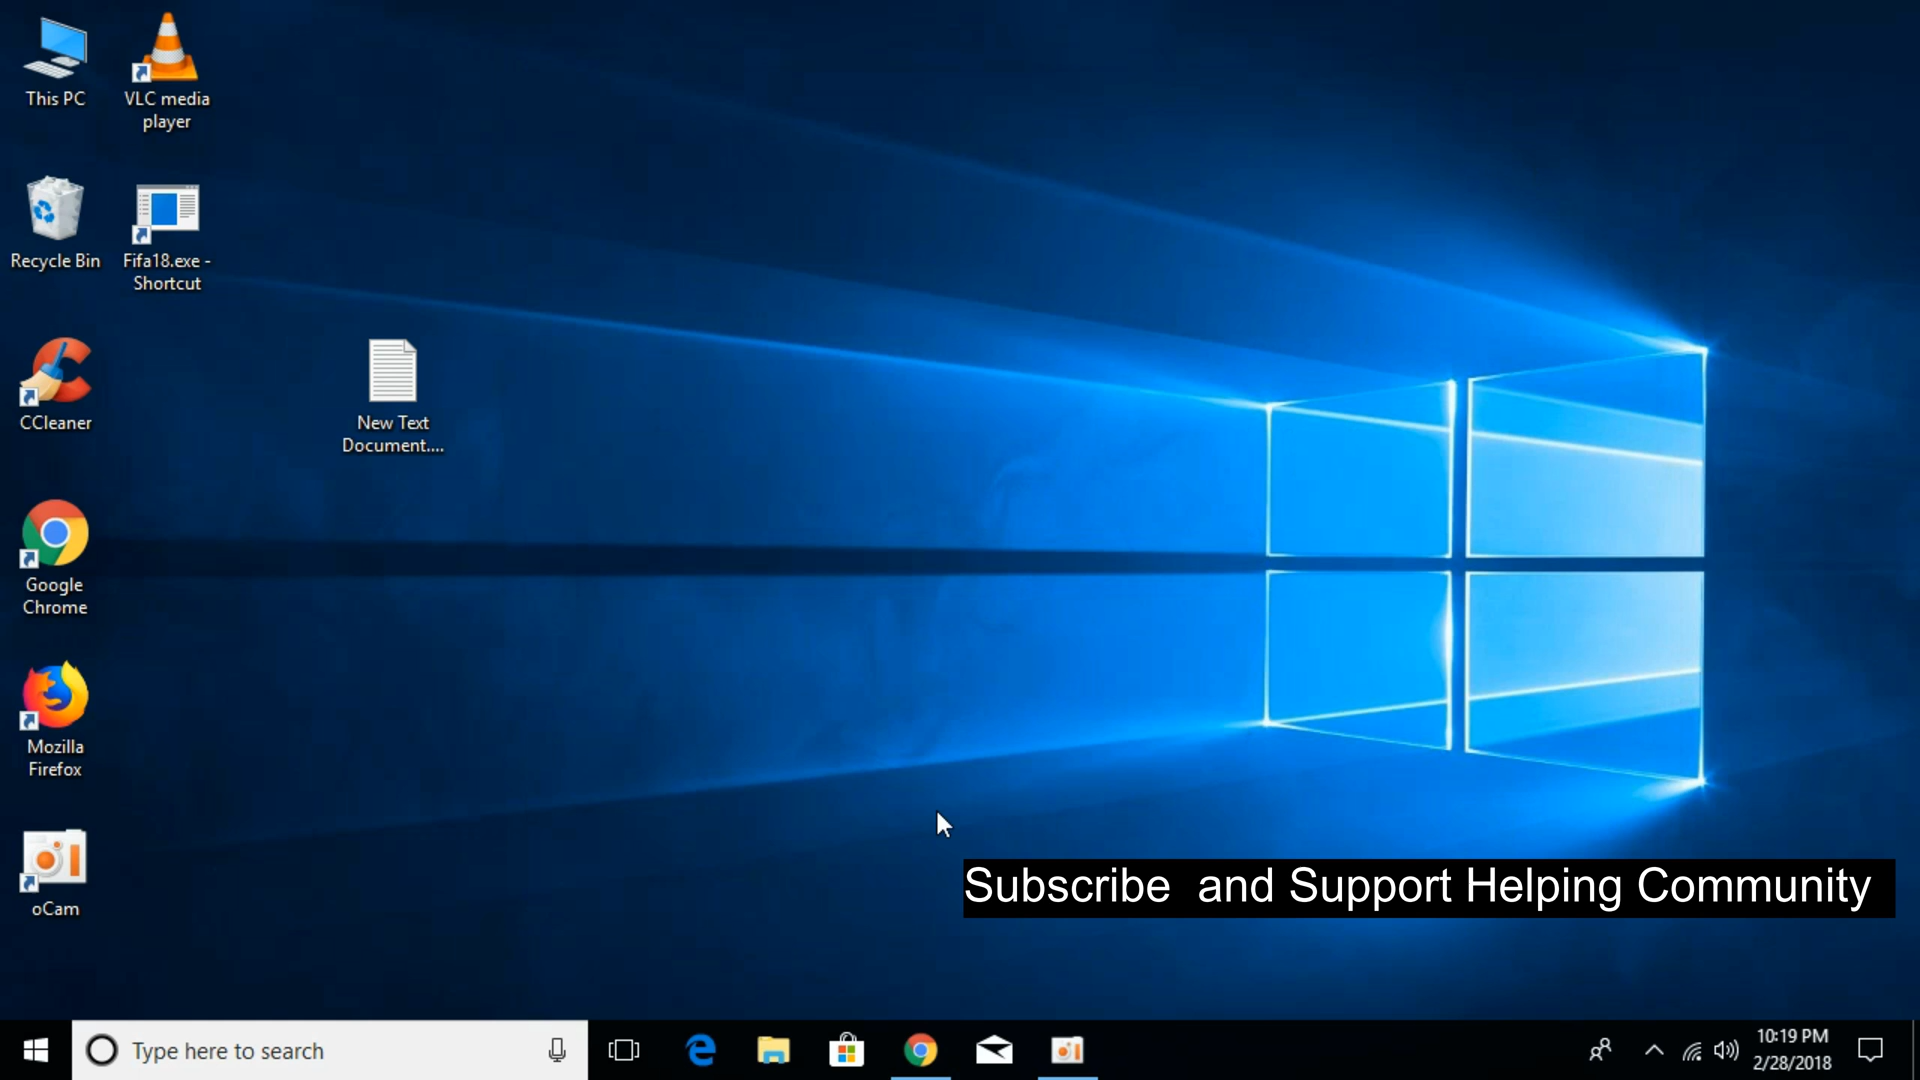 This PC
VLC media
player
Recycle Bin
Fifa18.exe -
Shortcut
CCleaner
New Text
Document....
Google
Chrome
Mozilla
Firefox
oCam
Subscribe  and Support Helping Community
Type here to search
10:19 PM
2/28/2018